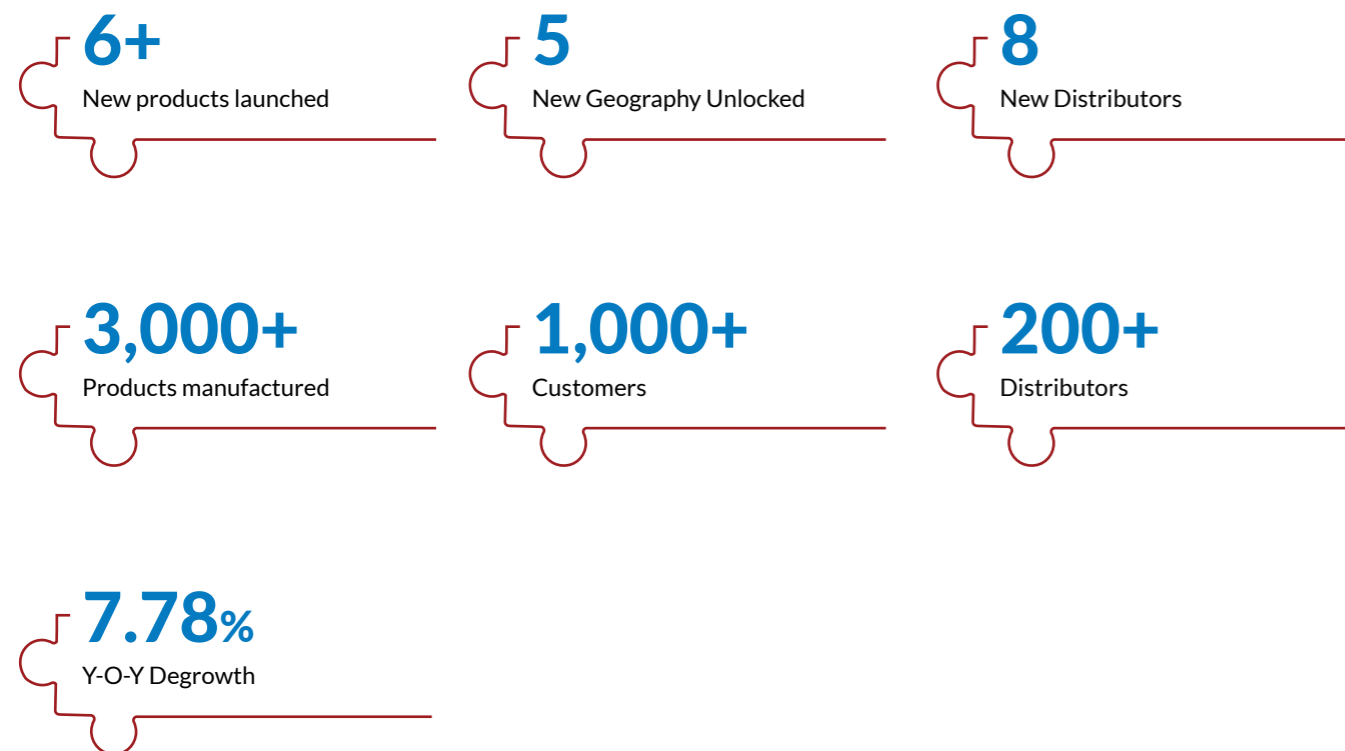 6+
New products launched
5
New Geography Unlocked
8
New Distributors
3,000+
Products manufactured
1,000+
Customers
200+
Distributors
7.78%
Y-O-Y Degrowth